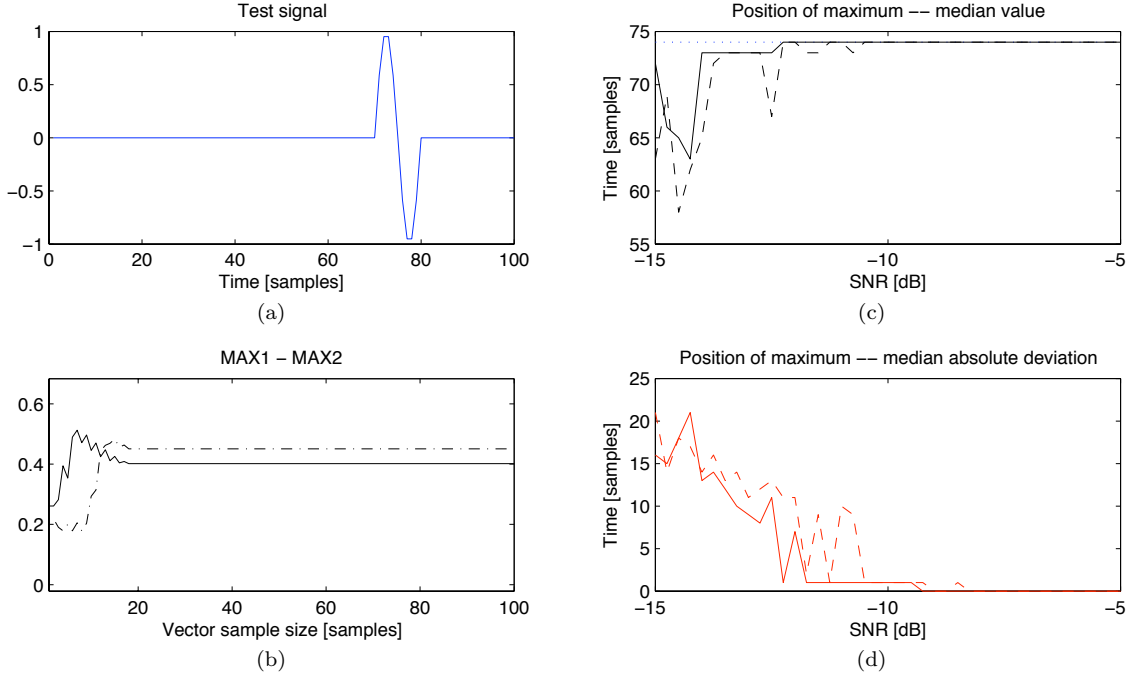 Test signal
1
0.5
0
−0.5
−1
0 20 40 60 80 100
Time [samples]
(a)
MAX1 − MAX2
0.6
0.4
0.2
0
20 40 60 80 100
Vector sample size [samples]
(b)
Position of maximum −− median value
75
70
65
60
55
Time [samples]
−15 −10 −5
SNR [dB]
(c)
Position of maximum −− median absolute deviation
25
20
15
10
5
0
Time [samples]
−15 −10 −5
SNR [dB]
(d)